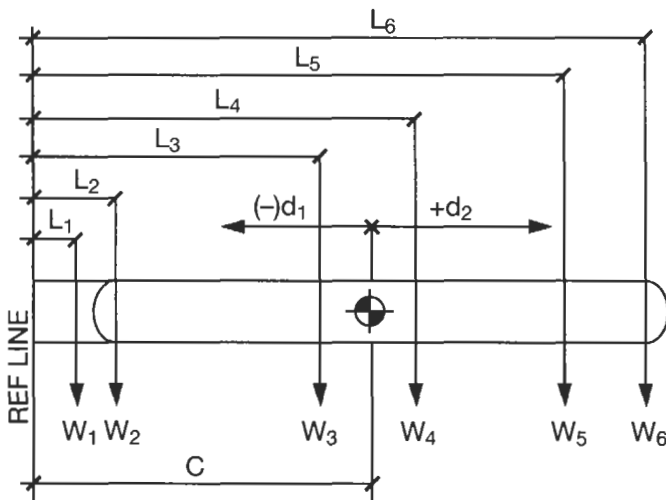 L6
L5
L4
L3
L2
(–)d1
+d2
L1
REF LINE
W1 W2 W3 W4 W5 W6
C